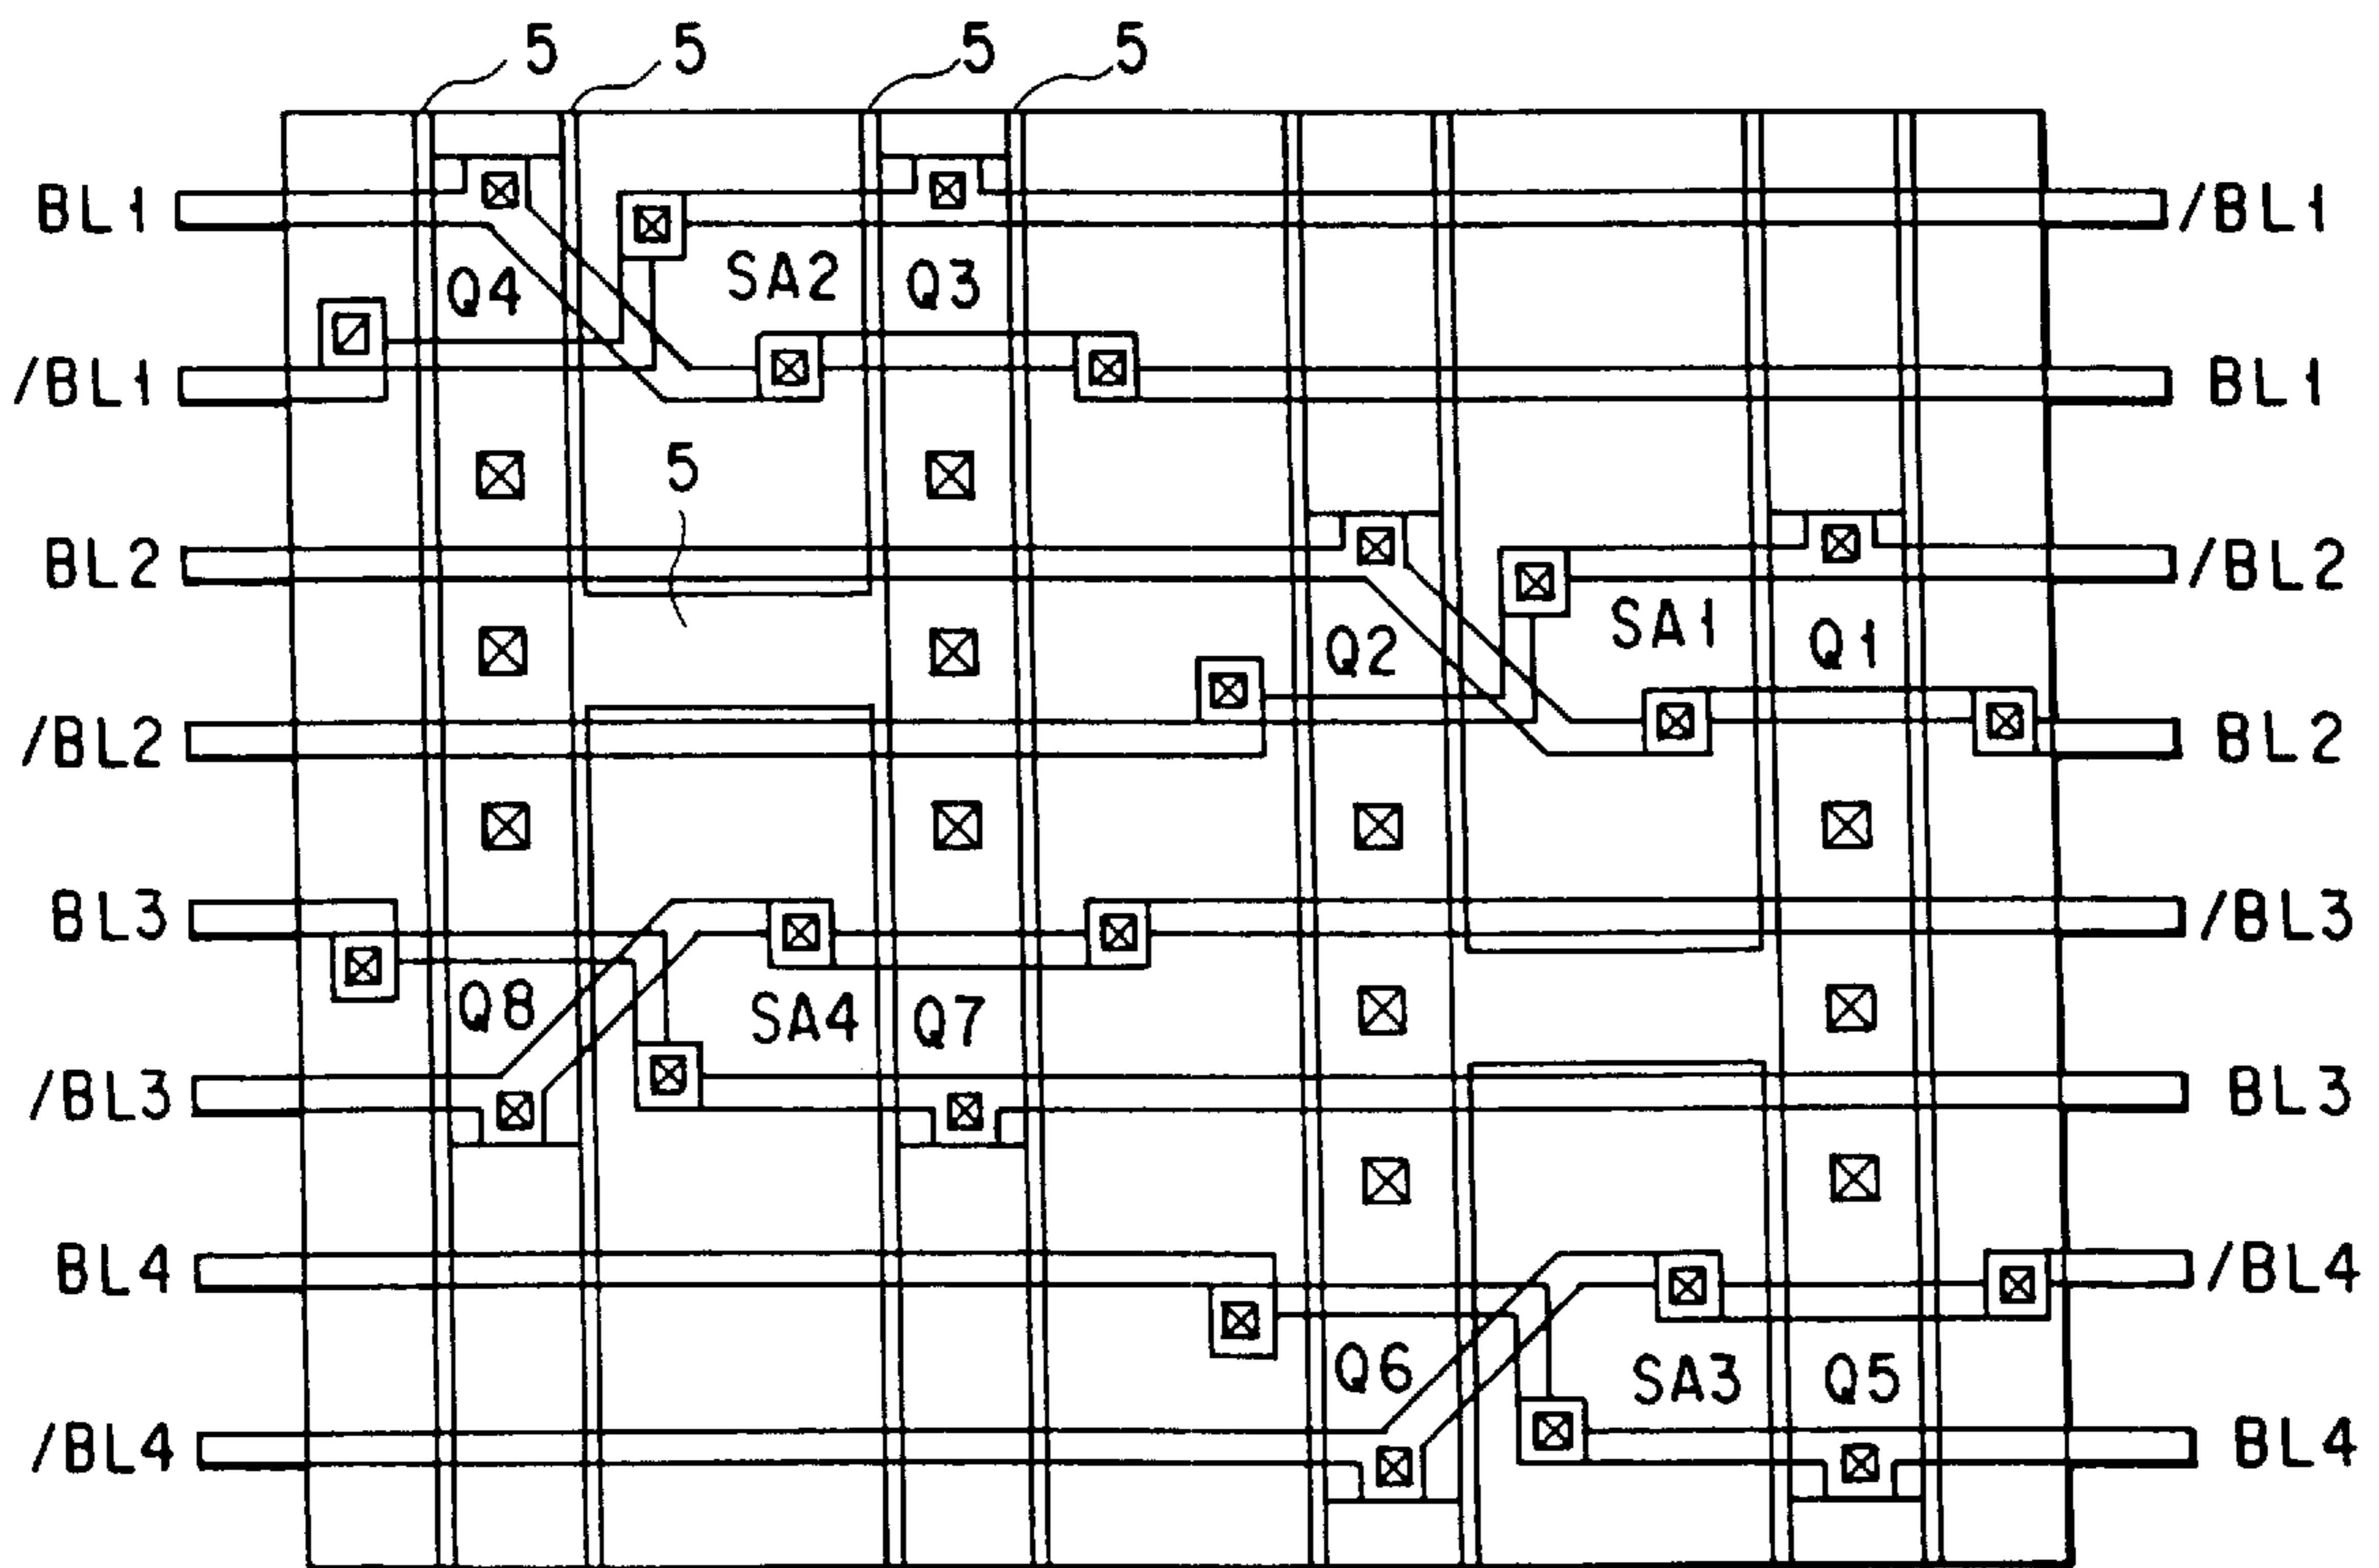 5 5 5 5
BL1 /BL1
Q4 SA2 Q3
/BL1 BL1
5
BL2 /BL2
Q2 SA1 Q1
/BL2 BL2
BL3 /BL3
Q8 SA4 Q7
/BL3 BL3
BL4 /BL4
Q6 SA3 Q5
/BL4 BL4